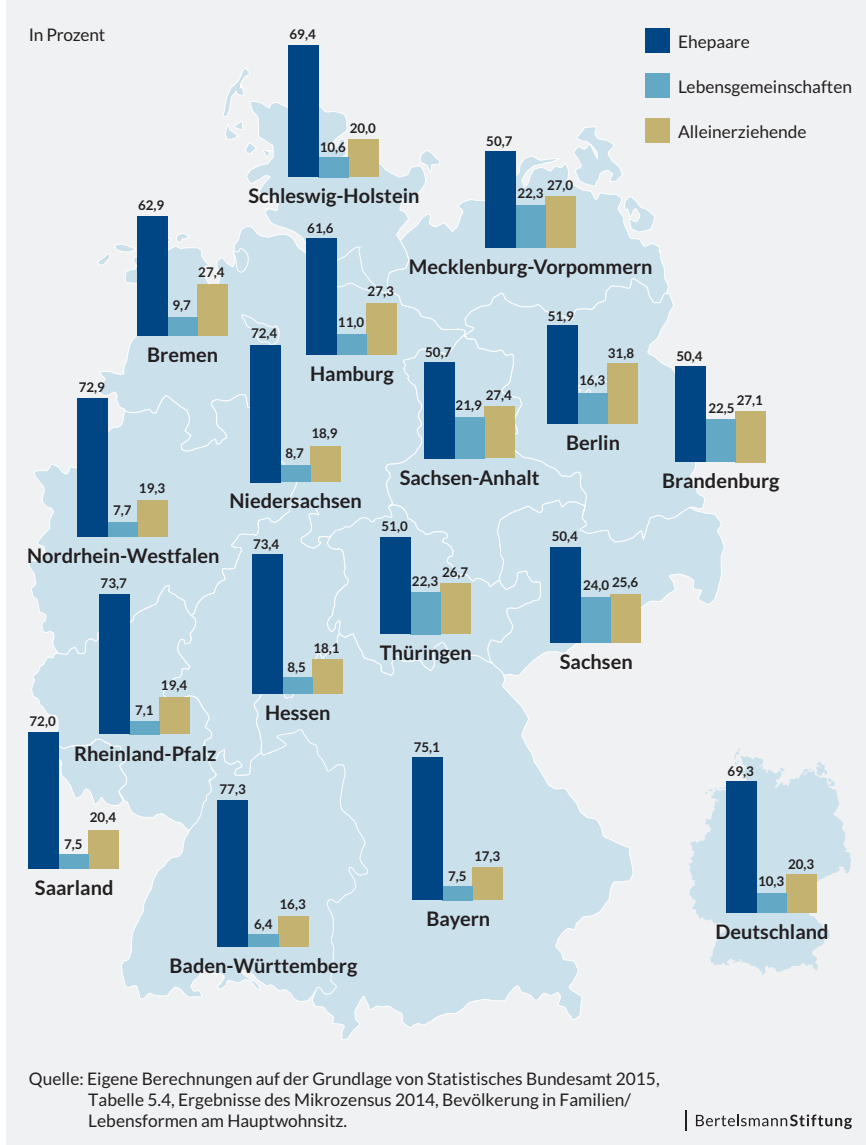 In Prozent
Ehepaare
Lebensgemeinschaften
Alleinerziehende
69,4
10,6
20,0
Schleswig-Holstein
50,7
22,3
27,0
Mecklenburg-Vorpommern
62,9
9,7
27,4
Bremen
61,6
11,0
27,3
Hamburg
72,4
8,7
18,9
Niedersachsen
50,7
21,9
27,4
Sachsen-Anhalt
51,9
16,3
31,8
Berlin
50,4
22,5
27,1
Brandenburg
72,9
7,7
19,3
Nordrhein-Westfalen
73,4
8,5
18,1
Hessen
51,0
22,3
26,7
Thüringen
50,4
24,0
25,6
Sachsen
73,7
7,1
19,4
Rheinland-Pfalz
72,0
7,5
20,4
Saarland
77,3
6,4
16,3
Baden-Württemberg
75,1
7,5
17,3
Bayern
69,3
10,3
20,3
Deutschland
Quelle: Eigene Berechnungen auf der Grundlage von Statistisches Bundesamt 2015,
Tabelle 5.4, Ergebnisse des Mikrozensus 2014, Bevölkerung in Familien/
Lebensformen am Hauptwohnsitz.
BertelsmannStiftung